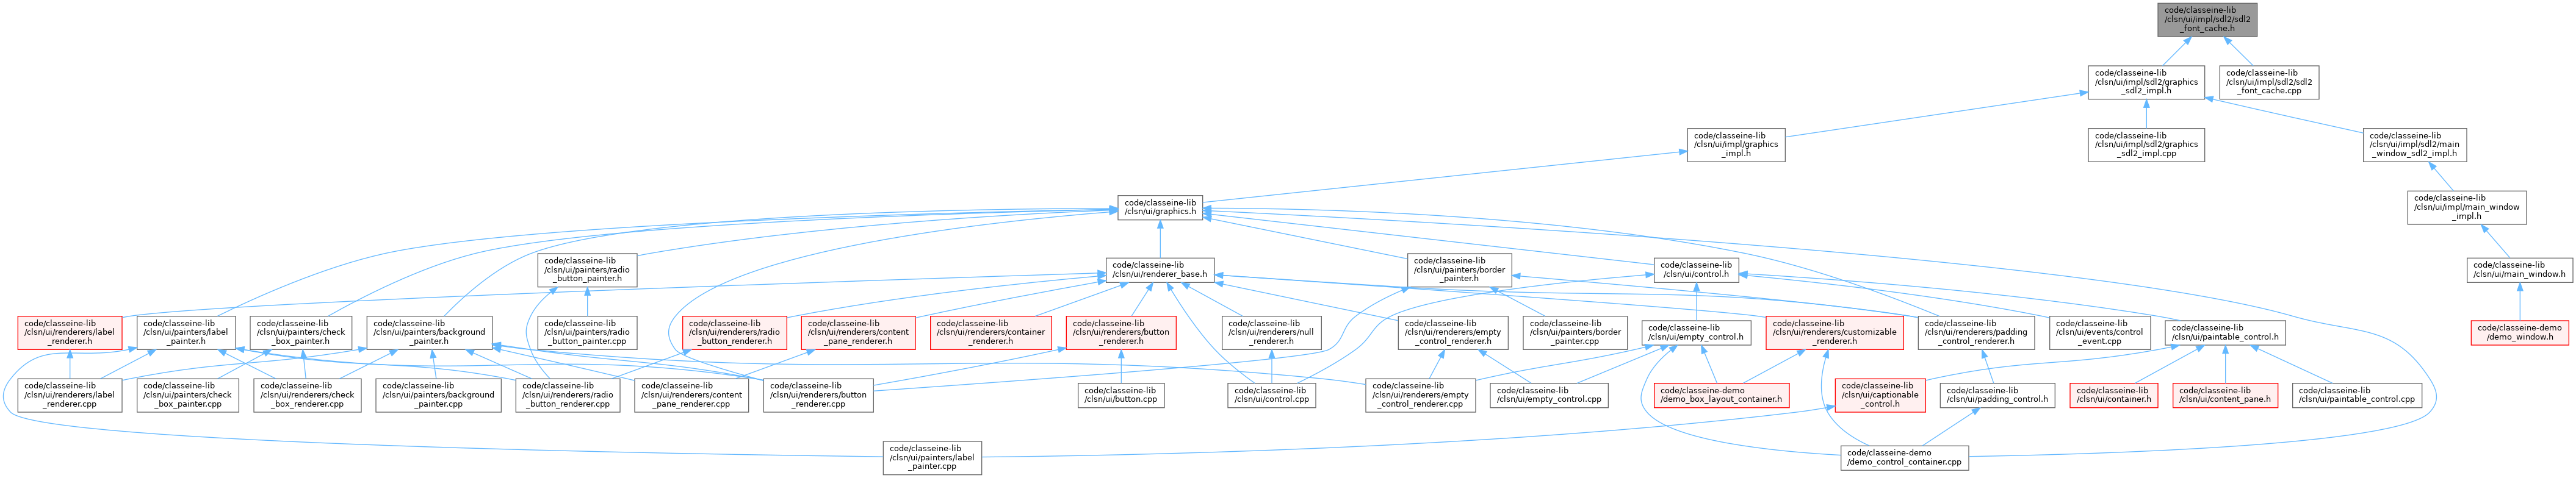 code/classeine-lib
/clsn/ui/impl/sdl2/sdl2
_font_cache.h
code/classeine-lib
/clsn/ui/impl/sdl2/graphics
_sdl2_impl.h
code/classeine-lib
/clsn/ui/impl/sdl2/sdl2
_font_cache.cpp
code/classeine-lib
/clsn/ui/impl/graphics
_impl.h
code/classeine-lib
/clsn/ui/impl/sdl2/graphics
_sdl2_impl.cpp
code/classeine-lib
/clsn/ui/impl/sdl2/main
_window_sdl2_impl.h
code/classeine-lib
/clsn/ui/graphics.h
code/classeine-lib
/clsn/ui/impl/main_window
_impl.h
code/classeine-lib
/clsn/ui/painters/radio
_button_painter.h
code/classeine-lib
/clsn/ui/renderer_base.h
code/classeine-lib
/clsn/ui/painters/border
_painter.h
code/classeine-lib
/clsn/ui/control.h
code/classeine-lib
/clsn/ui/main_window.h
code/classeine-lib
/clsn/ui/renderers/label
_renderer.h
code/classeine-lib
/clsn/ui/painters/label
_painter.h
code/classeine-lib
/clsn/ui/painters/check
_box_painter.h
code/classeine-lib
/clsn/ui/painters/background
_painter.h
code/classeine-lib
/clsn/ui/painters/radio
_button_painter.cpp
code/classeine-lib
/clsn/ui/renderers/radio
_button_renderer.h
code/classeine-lib
/clsn/ui/renderers/content
_pane_renderer.h
code/classeine-lib
/clsn/ui/renderers/container
_renderer.h
code/classeine-lib
/clsn/ui/renderers/button
_renderer.h
code/classeine-lib
/clsn/ui/renderers/null
_renderer.h
code/classeine-lib
/clsn/ui/renderers/empty
_control_renderer.h
code/classeine-lib
/clsn/ui/painters/border
_painter.cpp
code/classeine-lib
/clsn/ui/empty_control.h
code/classeine-lib
/clsn/ui/renderers/customizable
_renderer.h
code/classeine-lib
/clsn/ui/renderers/padding
_control_renderer.h
code/classeine-lib
/clsn/ui/events/control
_event.cpp
code/classeine-lib
/clsn/ui/paintable_control.h
code/classeine-demo
/demo_window.h
code/classeine-lib
/clsn/ui/renderers/label
_renderer.cpp
code/classeine-lib
/clsn/ui/painters/check
_box_painter.cpp
code/classeine-lib
/clsn/ui/renderers/check
_box_renderer.cpp
code/classeine-lib
/clsn/ui/painters/background
_painter.cpp
code/classeine-lib
/clsn/ui/renderers/radio
_button_renderer.cpp
code/classeine-lib
/clsn/ui/renderers/content
_pane_renderer.cpp
code/classeine-lib
/clsn/ui/renderers/button
_renderer.cpp
code/classeine-lib
/clsn/ui/button.cpp
code/classeine-lib
/clsn/ui/control.cpp
code/classeine-lib
/clsn/ui/renderers/empty
_control_renderer.cpp
code/classeine-lib
/clsn/ui/empty_control.cpp
code/classeine-demo
/demo_box_layout_container.h
code/classeine-lib
/clsn/ui/captionable
_control.h
code/classeine-lib
/clsn/ui/padding_control.h
code/classeine-lib
/clsn/ui/container.h
code/classeine-lib
/clsn/ui/content_pane.h
code/classeine-lib
/clsn/ui/paintable_control.cpp
code/classeine-lib
/clsn/ui/painters/label
_painter.cpp
code/classeine-demo
/demo_control_container.cpp